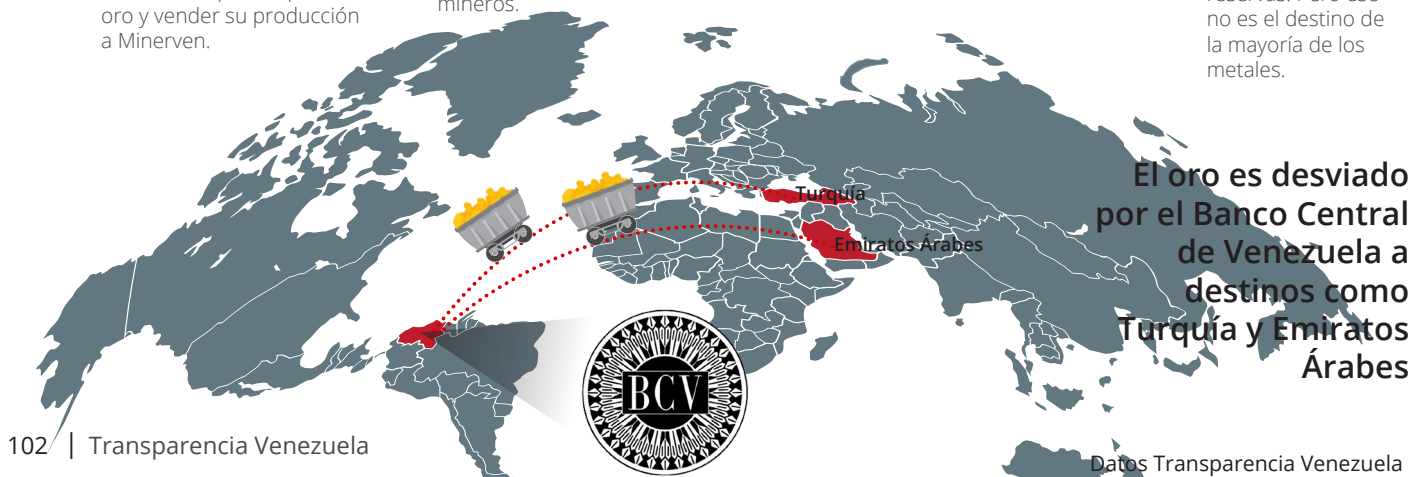 oro y vender su producción
a Minerven.
mineros.
no es el destino de
la mayoría de los
metales.
Turquía
Emiratos Árabes
El oro es desviado
por el Banco Central
de Venezuela a
destinos como
Turquía y Emiratos
Árabes
BCV
102 | Transparencia Venezuela
Datos Transparencia Venezuela